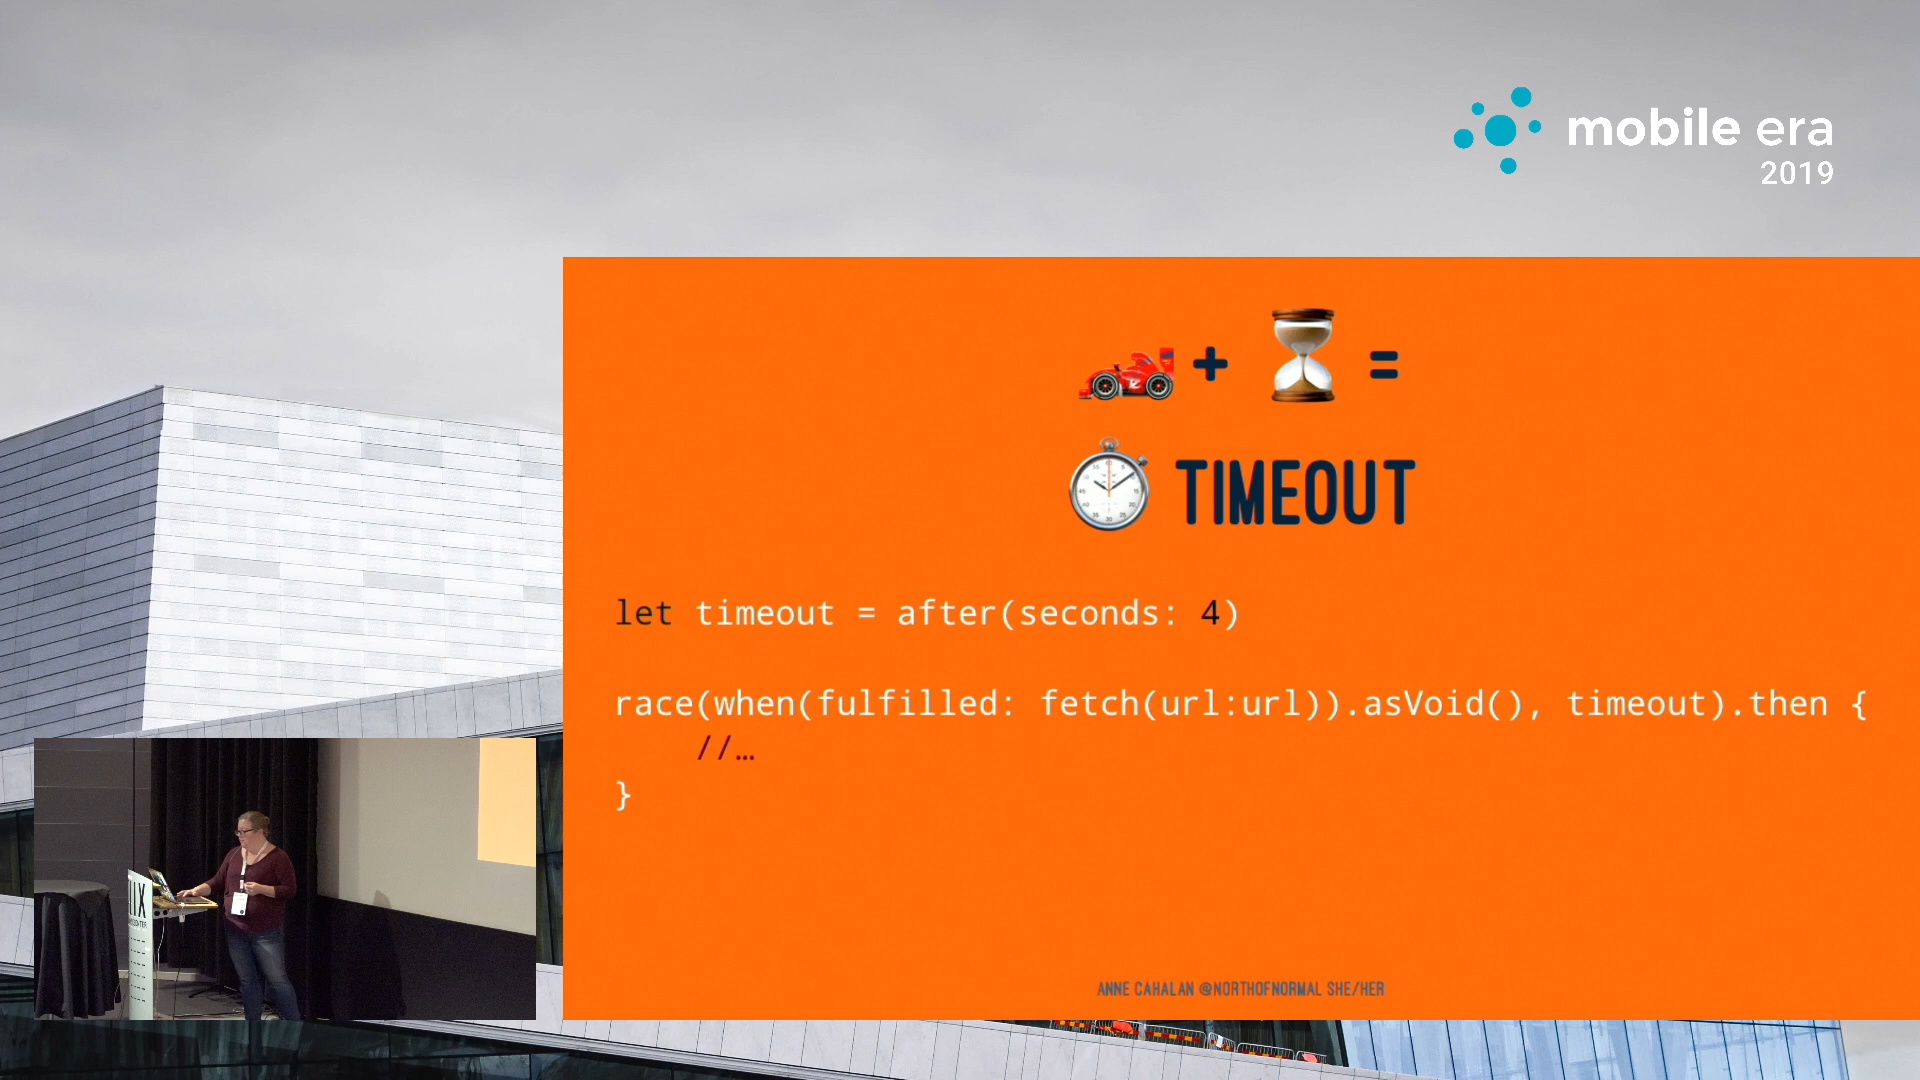 mobile era
2019
+ =
TIMEOUT
let timeout = after(seconds: 4)
race(when(fulfilled: fetch(url:url)).asVoid(), timeout).then {
//…
}
ANNE CAHALAN @NORTHOFNORMAL SHE/HER